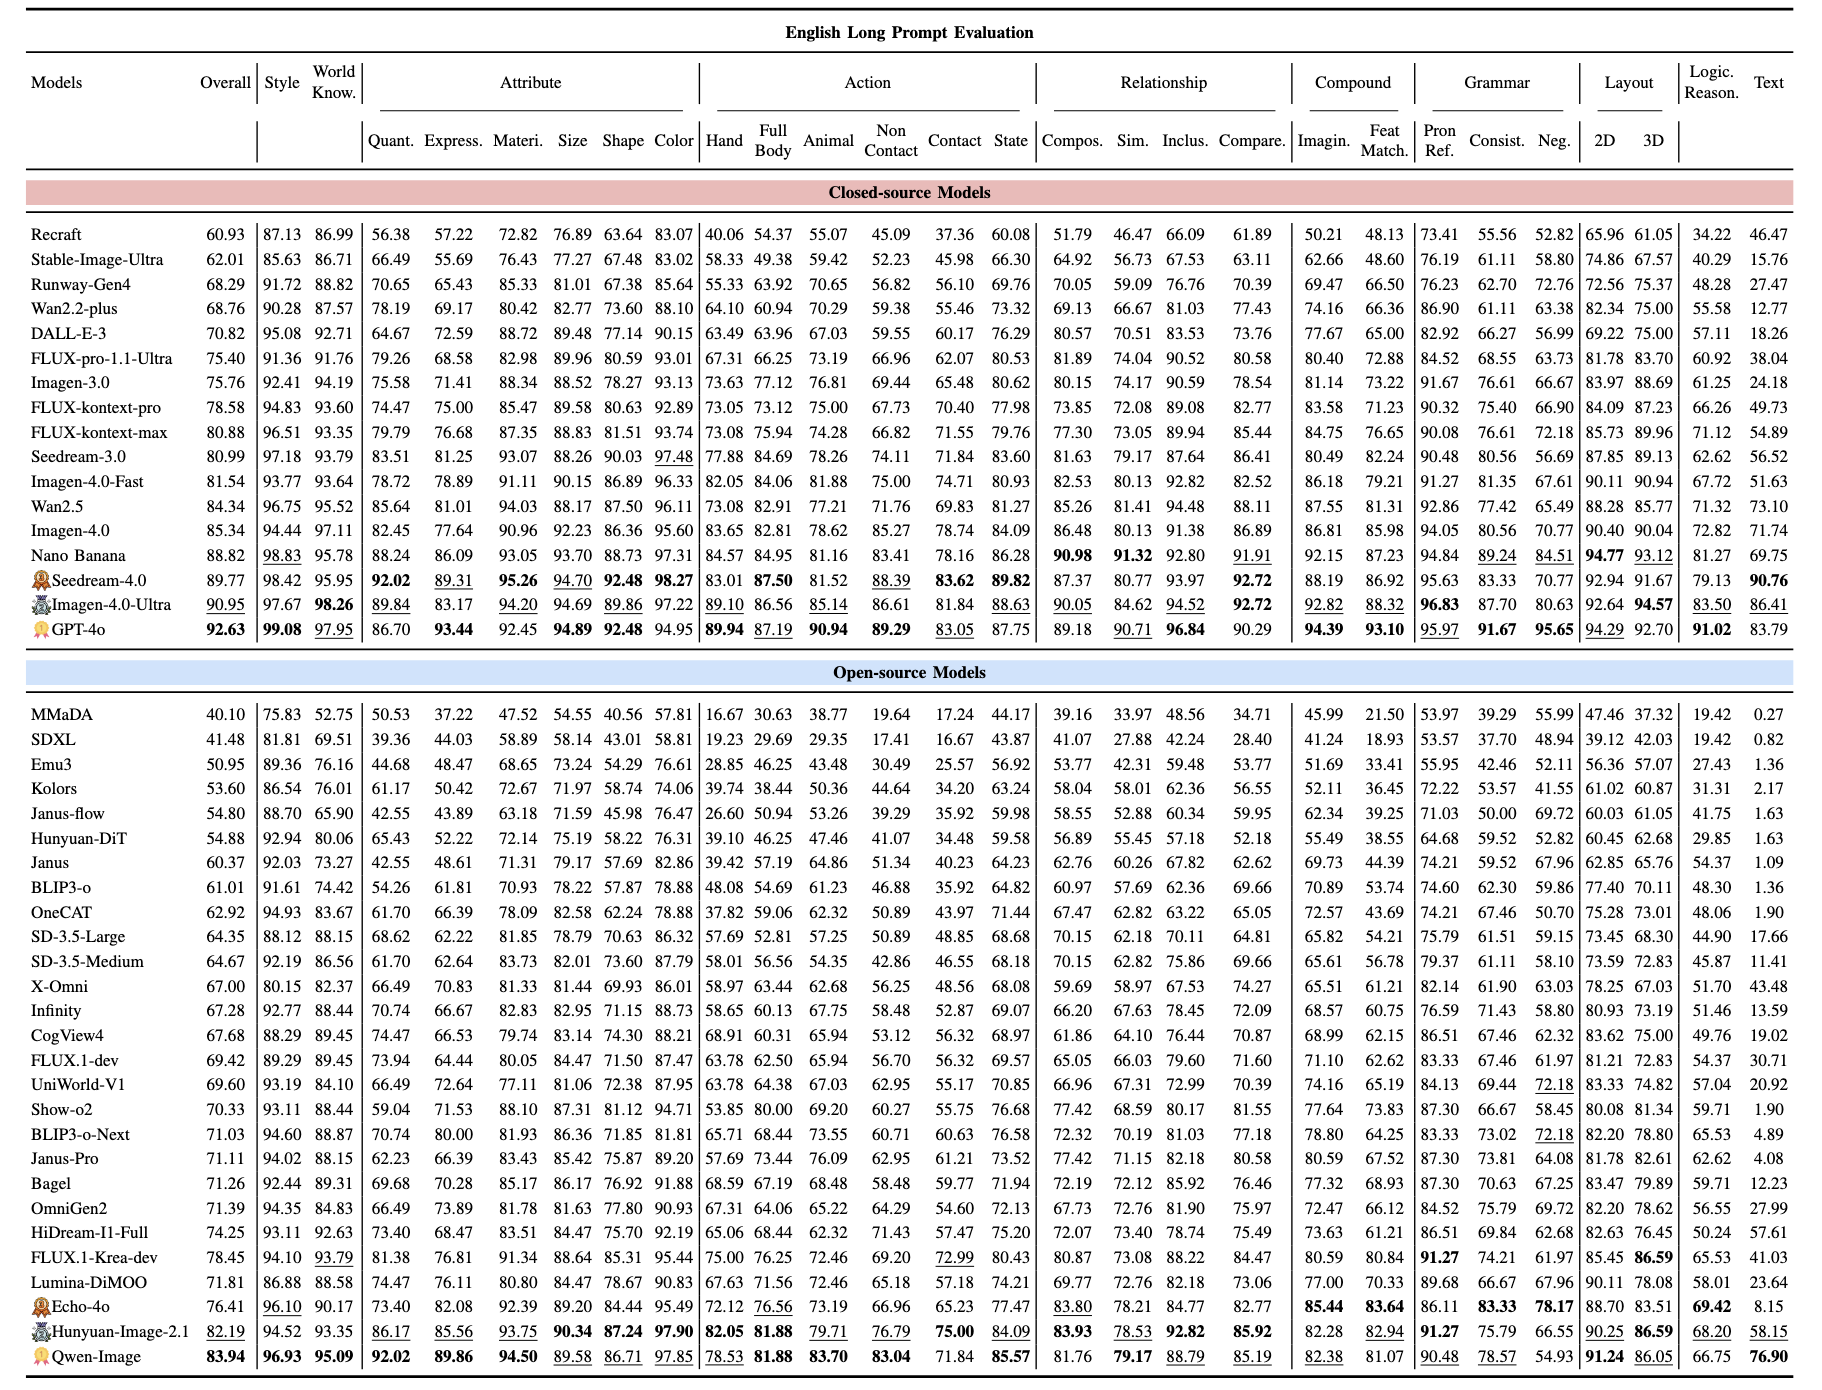 English Long Prompt Evaluation
Models Overall Style World Know. Attribute Action Relationship Compound Grammar Layout Logic. Reason. Text
Quant. Express. Materi. Size Shape Color Hand Full Body Animal Non Contact Contact State Compos. Sim. Inclus. Compare. Imagin. Feat Match. Pron Ref. Consist. Neg. 2D 3D
Closed-source Models
Recraft 60.93 87.13 86.99 56.38 57.22 72.82 76.89 63.64 83.07 40.06 54.37 55.07 45.09 37.36 60.08 51.79 46.47 66.09 61.89 50.21 48.13 73.41 55.56 52.82 65.96 61.05 34.22 46.47
Stable-Image-Ultra 62.01 85.63 86.71 66.49 55.69 76.43 77.27 67.48 83.02 58.33 49.38 59.42 52.23 45.98 66.30 64.92 56.73 67.53 63.11 62.66 48.60 76.19 61.11 58.80 74.86 67.57 40.29 15.76
Runway-Gen4 68.29 91.72 88.82 70.65 65.43 85.33 81.01 67.38 85.64 55.33 63.92 70.65 56.82 56.10 69.76 70.05 59.09 76.76 70.39 69.47 66.50 76.23 62.70 72.76 72.56 75.37 48.28 27.47
Wan2.2-plus 68.76 90.28 87.57 78.19 69.17 80.42 82.77 73.60 88.10 64.10 60.94 70.29 59.38 55.46 73.32 69.13 66.67 81.03 77.43 74.16 66.36 86.90 61.11 63.38 82.34 75.00 55.58 12.77
DALL-E-3 70.82 95.08 92.71 64.67 72.59 88.72 89.48 77.14 90.15 63.49 63.96 67.03 59.55 60.17 76.29 80.57 70.51 83.53 73.76 77.67 65.00 82.92 66.27 56.99 69.22 75.00 57.11 18.26
FLUX-pro-1.1-Ultra 75.40 91.36 91.76 79.26 68.58 82.98 89.96 80.59 93.01 67.31 66.25 73.19 66.96 62.07 80.53 81.89 74.04 90.52 80.58 80.40 72.88 84.52 68.55 63.73 81.78 83.70 60.92 38.04
Imagen-3.0 75.76 92.41 94.19 75.58 71.41 88.34 88.52 78.27 93.13 73.63 77.12 76.81 69.44 65.48 80.62 80.15 74.17 90.59 78.54 81.14 73.22 91.67 76.61 66.67 83.97 88.69 61.25 24.18
FLUX-kontext-pro 78.58 94.83 93.60 74.47 75.00 85.47 89.58 80.63 92.89 73.05 73.12 75.00 67.73 70.40 77.98 73.85 72.08 89.08 82.77 83.58 71.23 90.32 75.40 66.90 84.09 87.23 66.26 49.73
FLUX-kontext-max 80.88 96.51 93.35 79.79 76.68 87.35 88.83 81.51 93.74 73.08 75.94 74.28 66.82 71.55 79.76 77.30 73.05 89.94 85.44 84.75 76.65 90.08 76.61 72.18 85.73 89.96 71.12 54.89
Seedream-3.0 80.99 97.18 93.79 83.51 81.25 93.07 88.26 90.03 97.48 77.88 84.69 78.26 74.11 71.84 83.60 81.63 79.17 87.64 86.41 80.49 82.24 90.48 80.56 56.69 87.85 89.13 62.62 56.52
Imagen-4.0-Fast 81.54 93.77 93.64 78.72 78.89 91.11 90.15 86.89 96.33 82.05 84.06 81.88 75.00 74.71 80.93 82.53 80.13 92.82 82.52 86.18 79.21 91.27 81.35 67.61 90.11 90.94 67.72 51.63
Wan2.5 84.34 96.75 95.52 85.64 81.01 94.03 88.17 87.50 96.11 73.08 82.91 77.21 71.76 69.83 81.27 85.26 81.41 94.48 88.11 87.55 81.31 92.86 77.42 65.49 88.28 85.77 71.32 73.10
Imagen-4.0 85.34 94.44 97.11 82.45 77.64 90.96 92.23 86.36 95.60 83.65 82.81 78.62 85.27 78.74 84.09 86.48 80.13 91.38 86.89 86.81 85.98 94.05 80.56 70.77 90.40 90.04 72.82 71.74
Nano Banana 88.82 98.83 95.78 88.24 86.09 93.05 93.70 88.73 97.31 84.57 84.95 81.16 83.41 78.16 86.28 90.98 91.32 92.80 91.91 92.15 87.23 94.84 89.24 84.51 94.77 93.12 81.27 69.75
Seedream-4.0 89.77 98.42 95.95 92.02 89.31 95.26 94.70 92.48 98.27 83.01 87.50 81.52 88.39 83.62 89.82 87.37 80.77 93.97 92.72 88.19 86.92 95.63 83.33 70.77 92.94 91.67 79.13 90.76
Imagen-4.0-Ultra 90.95 97.67 98.26 89.84 83.17 94.20 94.69 89.86 97.22 89.10 86.56 85.14 86.61 81.84 88.63 90.05 84.62 94.52 92.72 92.82 88.32 96.83 87.70 80.63 92.64 94.57 83.50 86.41
GPT-4o 92.63 99.08 97.95 86.70 93.44 92.45 94.89 92.48 94.95 89.94 87.19 90.94 89.29 83.05 87.75 89.18 90.71 96.84 90.29 94.39 93.10 95.97 91.67 95.65 94.29 92.70 91.02 83.79
Open-source Models
MMaDA 40.10 75.83 52.75 50.53 37.22 47.52 54.55 40.56 57.81 16.67 30.63 38.77 19.64 17.24 44.17 39.16 33.97 48.56 34.71 45.99 21.50 53.97 39.29 55.99 47.46 37.32 19.42 0.27
SDXL 41.48 81.81 69.51 39.36 44.03 58.89 58.14 43.01 58.81 19.23 29.69 29.35 17.41 16.67 43.87 41.07 27.88 42.24 28.40 41.24 18.93 53.57 37.70 48.94 39.12 42.03 19.42 0.82
Emu3 50.95 89.36 76.16 44.68 48.47 68.65 73.24 54.29 76.61 28.85 46.25 43.48 30.49 25.57 56.92 53.77 42.31 59.48 53.77 51.69 33.41 55.95 42.46 52.11 56.36 57.07 27.43 1.36
Kolors 53.60 86.54 76.01 61.17 50.42 72.67 71.97 58.74 74.06 39.74 38.44 50.36 44.64 34.20 63.24 58.04 58.01 62.36 56.55 52.11 36.45 72.22 53.57 41.55 61.02 60.87 31.31 2.17
Janus-flow 54.80 88.70 65.90 42.55 43.89 63.18 71.59 45.98 76.47 26.60 50.94 53.26 39.29 35.92 59.98 58.55 52.88 60.34 59.95 62.34 39.25 71.03 50.00 69.72 60.03 61.05 41.75 1.63
Hunyuan-DiT 54.88 92.94 80.06 65.43 52.22 72.14 75.19 58.22 76.31 39.10 46.25 47.46 41.07 34.48 59.58 56.89 55.45 57.18 52.18 55.49 38.55 64.68 59.52 52.82 60.45 62.68 29.85 1.63
Janus 60.37 92.03 73.27 42.55 48.61 71.31 79.17 57.69 82.86 39.42 57.19 64.86 51.34 40.23 64.23 62.76 60.26 67.82 62.62 69.73 44.39 74.21 59.52 67.96 62.85 65.76 54.37 1.09
BLIP3-o 61.01 91.61 74.42 54.26 61.81 70.93 78.22 57.87 78.88 48.08 54.69 61.23 46.88 35.92 64.82 60.97 57.69 62.36 69.66 70.89 53.74 74.60 62.30 59.86 77.40 70.11 48.30 1.36
OneCAT 62.92 94.93 83.67 61.70 66.39 78.09 82.58 62.24 78.88 37.82 59.06 62.32 50.89 43.97 71.44 67.47 62.82 63.22 65.05 72.57 43.69 74.21 67.46 50.70 75.28 73.01 48.06 1.90
SD-3.5-Large 64.35 88.12 88.15 68.62 62.22 81.85 78.79 70.63 86.32 57.69 52.81 57.25 50.89 48.85 68.68 70.15 62.18 70.11 64.81 65.82 54.21 75.79 61.51 59.15 73.45 68.30 44.90 17.66
SD-3.5-Medium 64.67 92.19 86.56 61.70 62.64 83.73 82.01 73.60 87.79 58.01 56.56 54.35 42.86 46.55 68.18 70.15 62.82 75.86 69.66 65.61 56.78 79.37 61.11 58.10 73.59 72.83 45.87 11.41
X-Omni 67.00 80.15 82.37 66.49 70.83 81.33 81.44 69.93 86.01 58.97 63.44 62.68 56.25 48.56 68.08 59.69 58.97 67.53 74.27 65.51 61.21 82.14 61.90 63.03 78.25 67.03 51.70 43.48
Infinity 67.28 92.77 88.44 70.74 66.67 82.83 82.95 71.15 88.73 58.65 60.13 67.75 58.48 52.87 69.07 66.20 67.63 78.45 72.09 68.57 60.75 76.59 71.43 58.80 80.93 73.19 51.46 13.59
CogView4 67.68 88.29 89.45 74.47 66.53 79.74 83.14 74.30 88.21 68.91 60.31 65.94 53.12 56.32 68.97 61.86 64.10 76.44 70.87 68.99 62.15 86.51 67.46 62.32 83.62 75.00 49.76 19.02
FLUX.1-dev 69.42 89.29 89.45 73.94 64.44 80.05 84.47 71.50 87.47 63.78 62.50 65.94 56.70 56.32 69.57 65.05 66.03 79.60 71.60 71.10 62.62 83.33 67.46 61.97 81.21 72.83 54.37 30.71
UniWorld-V1 69.60 93.19 84.10 66.49 72.64 77.11 81.06 72.38 87.95 63.78 64.38 67.03 62.95 55.17 70.85 66.96 67.31 72.99 70.39 74.16 65.19 84.13 69.44 72.18 83.33 74.82 57.04 20.92
Show-o2 70.33 93.11 88.44 59.04 71.53 88.10 87.31 81.12 94.71 53.85 80.00 69.20 60.27 55.75 76.68 77.42 68.59 80.17 81.55 77.64 73.83 87.30 66.67 58.45 80.08 81.34 59.71 1.90
BLIP3-o-Next 71.03 94.60 88.87 70.74 80.00 81.93 86.36 71.85 81.81 65.71 68.44 73.55 60.71 60.63 76.58 72.32 70.19 81.03 77.18 78.80 64.25 83.33 73.02 72.18 82.20 78.80 65.53 4.89
Janus-Pro 71.11 94.02 88.15 62.23 66.39 83.43 85.42 75.87 89.20 57.69 73.44 76.09 62.95 61.21 73.52 77.42 71.15 82.18 80.58 80.59 67.52 87.30 73.81 64.08 81.78 82.61 62.62 4.08
Bagel 71.26 92.44 89.31 69.68 70.28 85.17 86.17 76.92 91.88 68.59 67.19 68.48 58.48 59.77 71.94 72.19 72.12 85.92 76.46 77.32 68.93 87.30 70.63 67.25 83.47 79.89 59.71 12.23
OmniGen2 71.39 94.35 84.83 66.49 73.89 81.78 81.63 77.80 90.93 67.31 64.06 65.22 64.29 54.60 72.13 67.73 72.76 81.90 75.97 72.47 66.12 84.52 75.79 69.72 82.20 78.62 56.55 27.99
HiDream-I1-Full 74.25 93.11 92.63 73.40 68.47 83.51 84.47 75.70 92.19 65.06 68.44 62.32 71.43 57.47 75.20 72.07 73.40 78.74 75.49 73.63 61.21 86.51 69.84 62.68 82.63 76.45 50.24 57.61
FLUX.1-Krea-dev 78.45 94.10 93.79 81.38 76.81 91.34 88.64 85.31 95.44 75.00 76.25 72.46 69.20 72.99 80.43 80.87 73.08 88.22 84.47 80.59 80.84 91.27 74.21 61.97 85.45 86.59 65.53 41.03
Lumina-DiMOO 71.81 86.88 88.58 74.47 76.11 80.80 84.47 78.67 90.83 67.63 71.56 72.46 65.18 57.18 74.21 69.77 72.76 82.18 73.06 77.00 70.33 89.68 66.67 67.96 90.11 78.08 58.01 23.64
Echo-4o 76.41 96.10 90.17 73.40 82.08 92.39 89.20 84.44 95.49 72.12 76.56 73.19 66.96 65.23 77.47 83.80 78.21 84.77 82.77 85.44 83.64 86.11 83.33 78.17 88.70 83.51 69.42 8.15
Hunyuan-Image-2.1 82.19 94.52 93.35 86.17 85.56 93.75 90.34 87.24 97.90 82.05 81.88 79.71 76.79 75.00 84.09 83.93 78.53 92.82 85.92 82.28 82.94 91.27 75.79 66.55 90.25 86.59 68.20 58.15
Qwen-Image 83.94 96.93 95.09 92.02 89.86 94.50 89.58 86.71 97.85 78.53 81.88 83.70 83.04 71.84 85.57 81.76 79.17 88.79 85.19 82.38 81.07 90.48 78.57 54.93 91.24 86.05 66.75 76.90